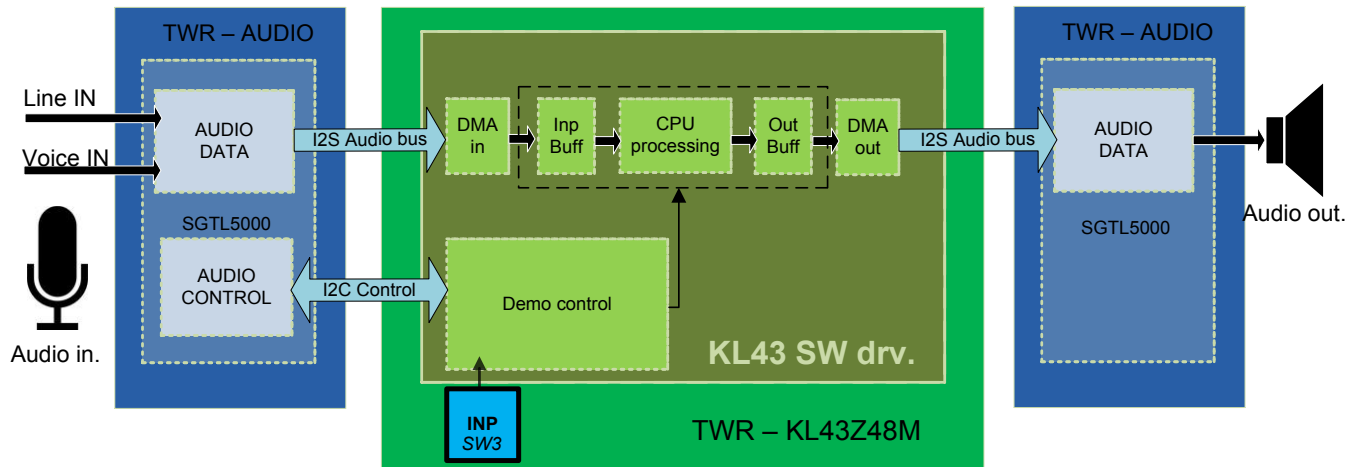 TWR – AUDIO
Line IN
Voice IN
AUDIO
DATA
SGTL5000
AUDIO
CONTROL
Audio in.
I2S Audio bus
I2C Control
DMA
in
Inp
Buff
CPU
processing
Out
Buff
DMA
out
Demo control
KL43 SW drv.
INP
SW3
TWR – KL43Z48M
I2S Audio bus
TWR – AUDIO
AUDIO
DATA
SGTL5000
Audio out.